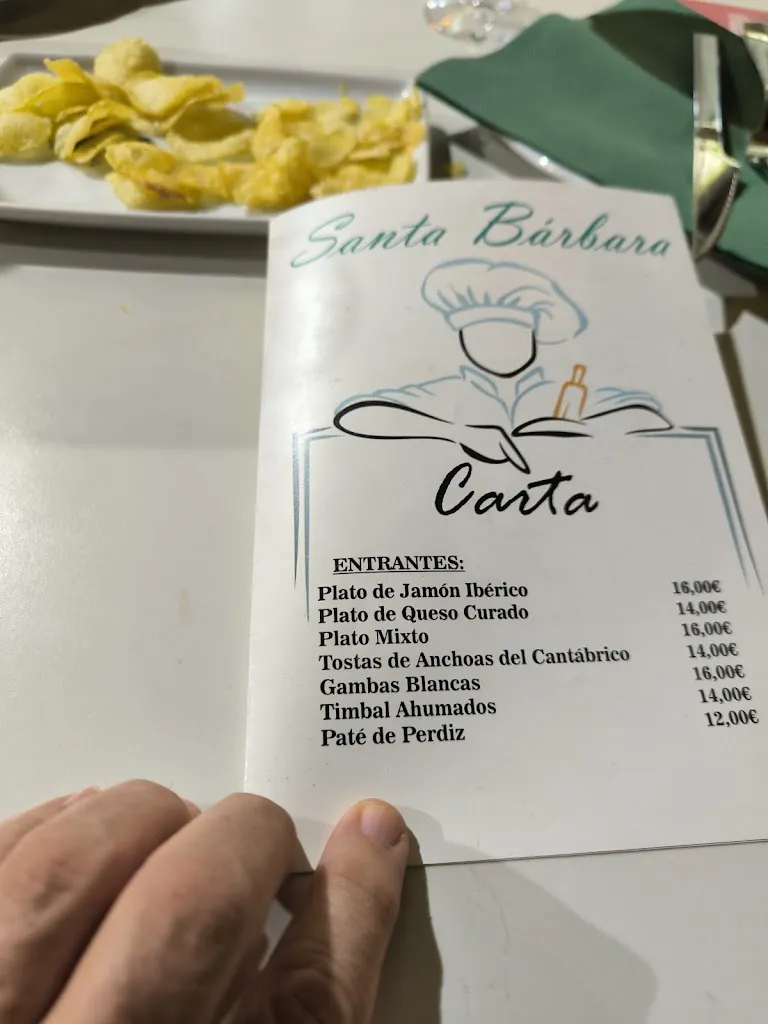 Santa Bárbara
Carta
ENTRANTES:
Plato de Jamón Ibérico 16,00€
Plato de Queso Curado 14,00€
Plato Mixto 16,00€
Tostas de Anchoas del Cantábrico 14,00€
Gambas Blancas 16,00€
Timbal Ahumados 14,00€
Paté de Perdiz 12,00€